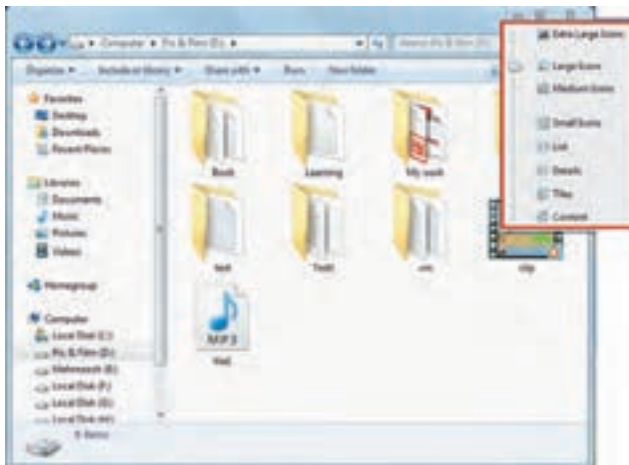 Computer ▸ Pic & Film (D:) ▸
Organize
Include in library
Share with
Burn
New folder
Favorites
Desktop
Downloads
Recent Places
Libraries
Documents
Music
Pictures
Videos
Homegroup
Computer
Local Disk (C:)
Pic & Film (D:)
Local Disk (F:)
Local Disk (G:)
Book
Learning
My work
test
clip
MP3
Extra Large Icons
Large Icons
Medium Icons
Small Icons
List
Details
Tiles
Content